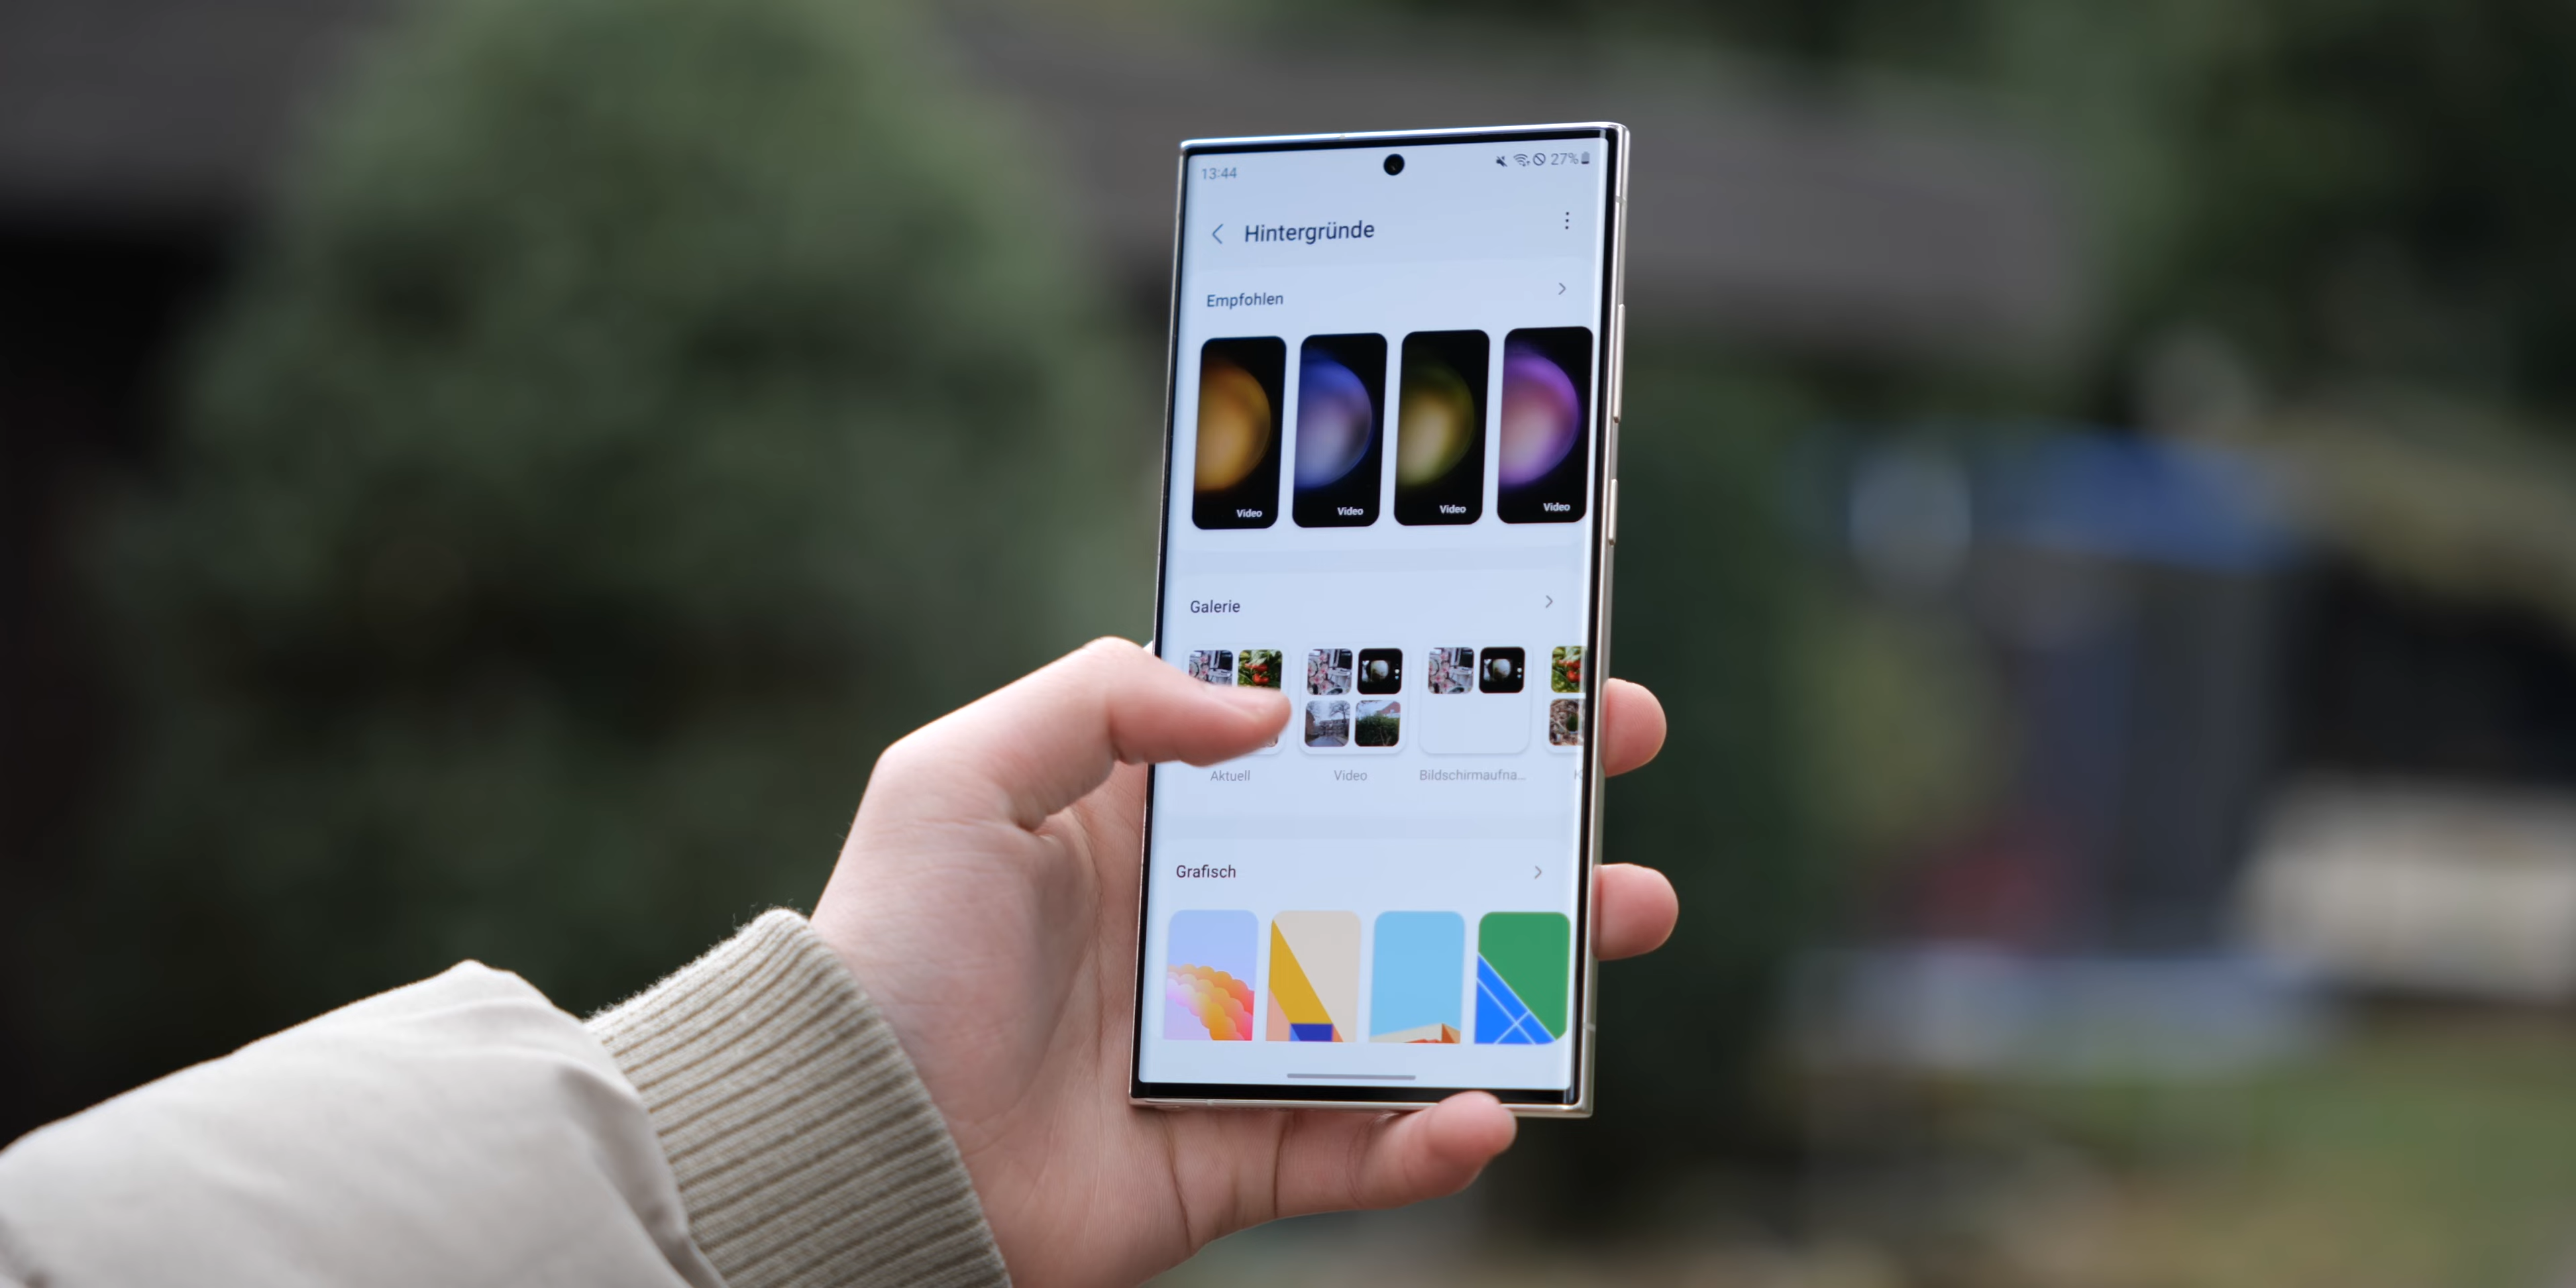 13:44
27%
Hintergründe
Empfohlen
Video Video Video Video
Galerie
Aktuell Video Bildschirmaufna... K
Grafisch